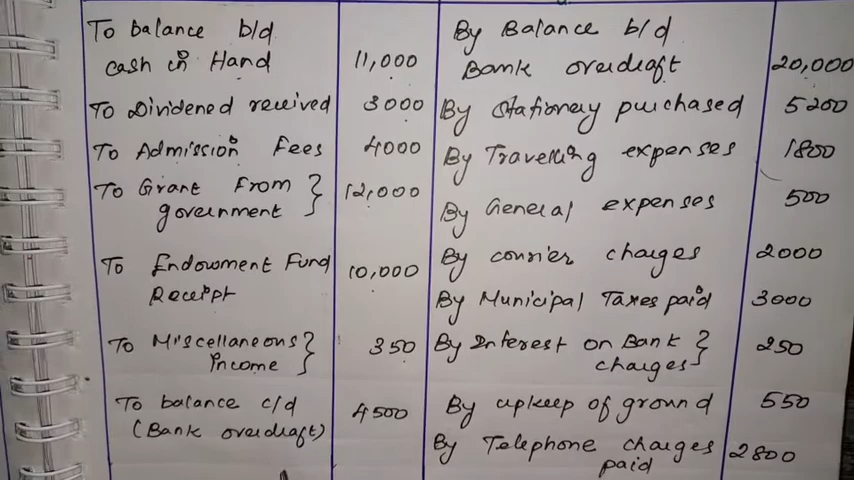 To balance b/d
cash in Hand 11,000
To Dividened received 3000
To Admission Fees 4000
To Grant From } 12,000
government
To Endowment Fund 10,000
Receipt
To Miscellaneous } 350
Income
To balance c/d 4500
(Bank overdraft)
By Balance b/d
Bank overdraft 20,000
By Stationery purchased 5200
By Travelling expenses 1800
By General expenses 500
By courier charges 2000
By Municipal Taxes paid 3000
By Interest on Bank } 250
charges
By upkeep of ground 550
By Telephone charges 2800
paid